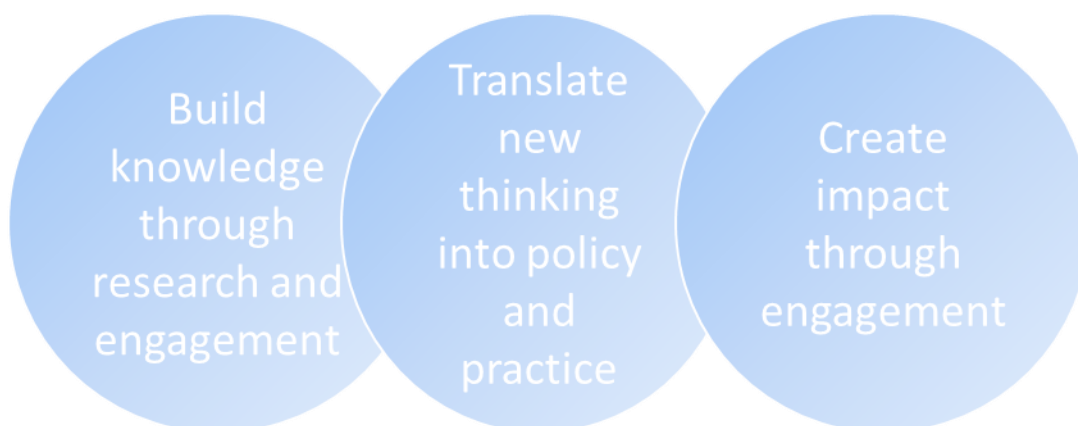 Build
knowledge
through
research and
engagement
Translate
new
thinking
into policy
and
practice
Create
impact
through
engagement